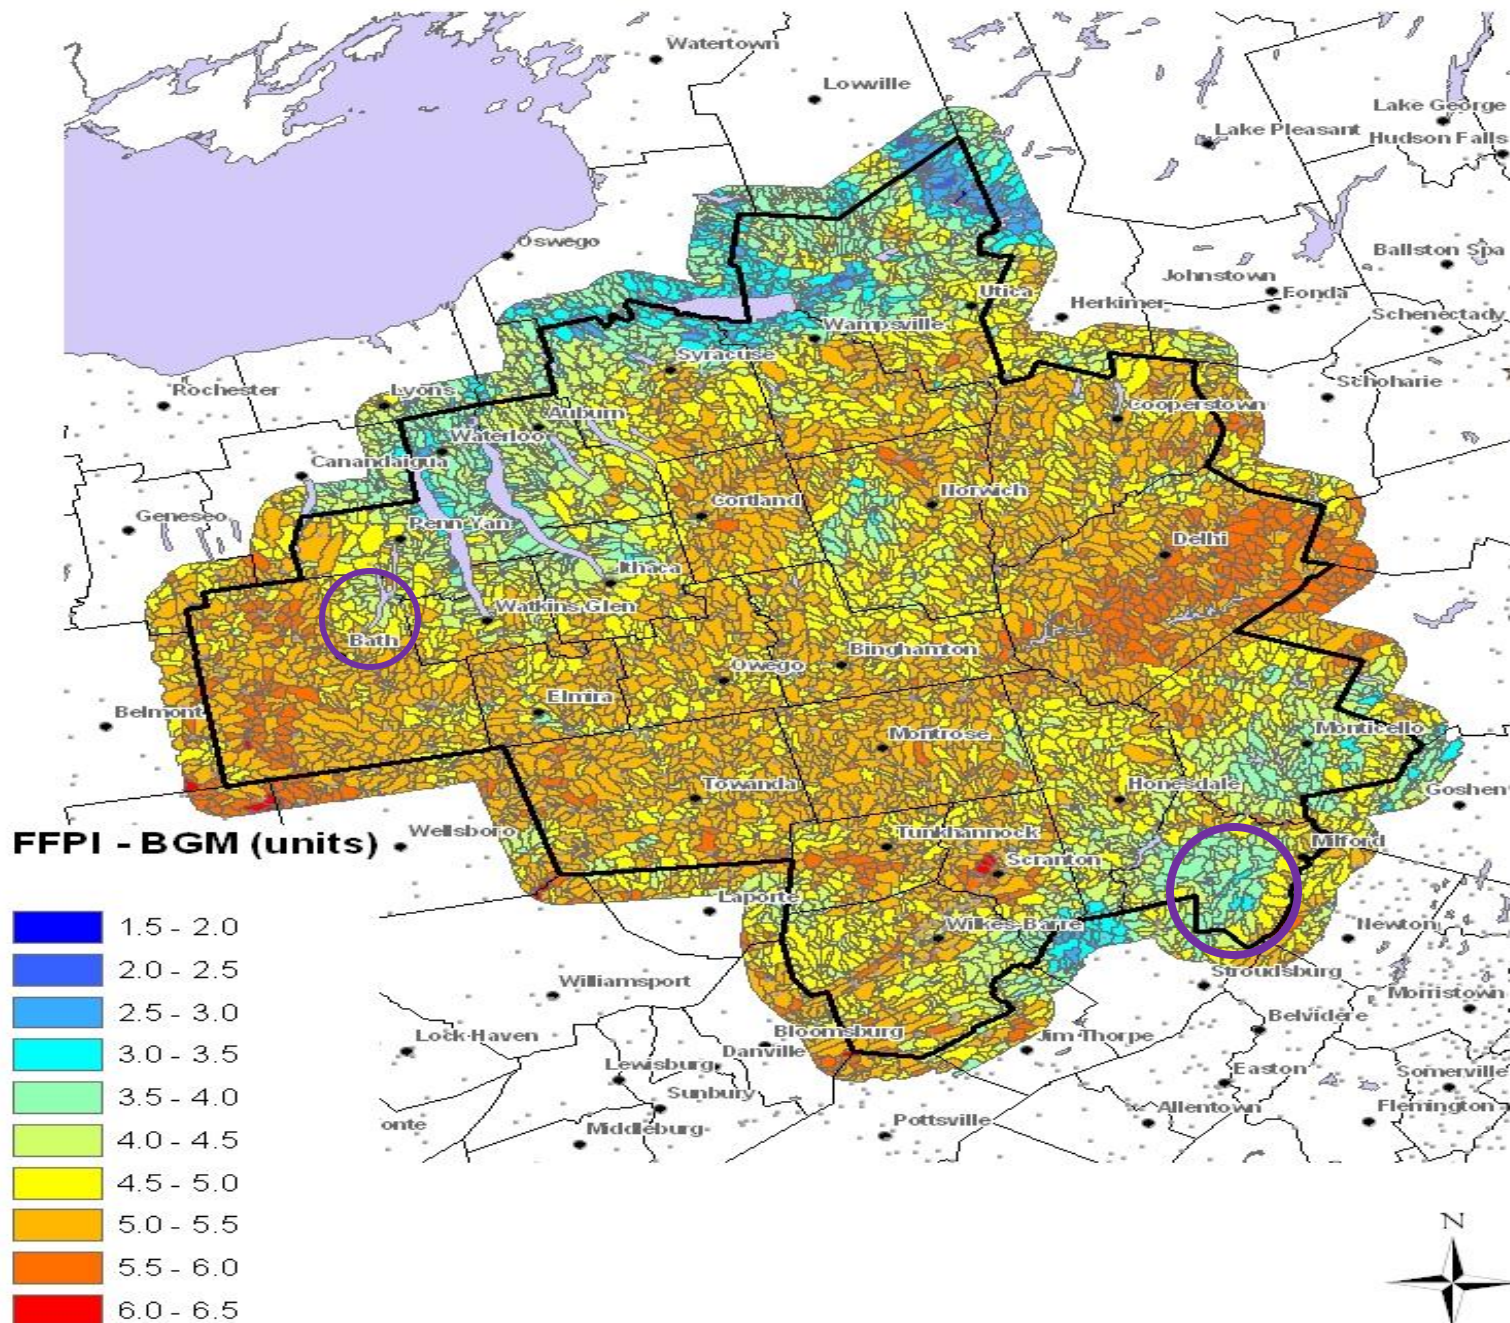 Watertown
Lowville
Lake George
Lake Pleasant
Hudson Falls
Oswego
Ballston Spa
Johnstown
Utica
Herkimer
Fonda
Schenectady
Wampsville
Syracuse
Rochester
Lyons
Schoharie
Auburn
Cooperstown
Waterloo
Canandaigua
Geneseo
Cortland
Norwich
Penn Yan
Delhi
Ithaca
Watkins Glen
Bath
Binghamton
Owego
Elmira
Belmont
Monticello
Montrose
Towanda
Honesdale
Goshen
Wellsboro
Tunkhannock
Milford
Scranton
Laporte
Wilkes-Barre
Newton
Stroudsburg
Williamsport
Morristown
Bloomsburg
Belvidere
Lock Haven
Danville
Jim Thorpe
Lewisburg
Easton
Somerville
Sunbury
Allentown
Flemington
onte
Middleburg
Pottsville
FFPI - BGM (units)
1.5 - 2.0
2.0 - 2.5
2.5 - 3.0
3.0 - 3.5
3.5 - 4.0
4.0 - 4.5
4.5 - 5.0
5.0 - 5.5
5.5 - 6.0
6.0 - 6.5
N